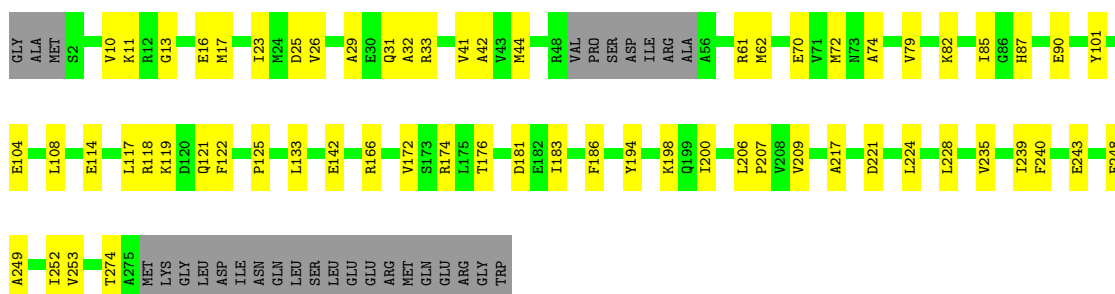 GLY ALA MET S2 V10 K11 R12 G13 E16 M17 I23 M24 D25 V26 A29 E30 Q31 A32 R33 V41 A42 V43 M44 R48 VAL PRO SER ASP ILE ARG ALA A56 R61 M62 E70 V71 M72 N73 A74 V79 K82 I85 G86 H87 E90 Y101
E104 L108 E114 L117 R118 K119 D120 Q121 F122 P125 L133 E142 R166 V172 S173 R174 L175 T176 D181 E182 I183 F186 Y194 K198 Q199 I200 L206 P207 V208 V209 A217 D221 L224 L228 V235 I239 F240 E243
A249 I252 V253 T274 A275 MET LYS GLY LEU ASP ILE ASN GLN LEU SER LEU GLU GLU ARG MET GLN GLU LEU ARG GLY TRP